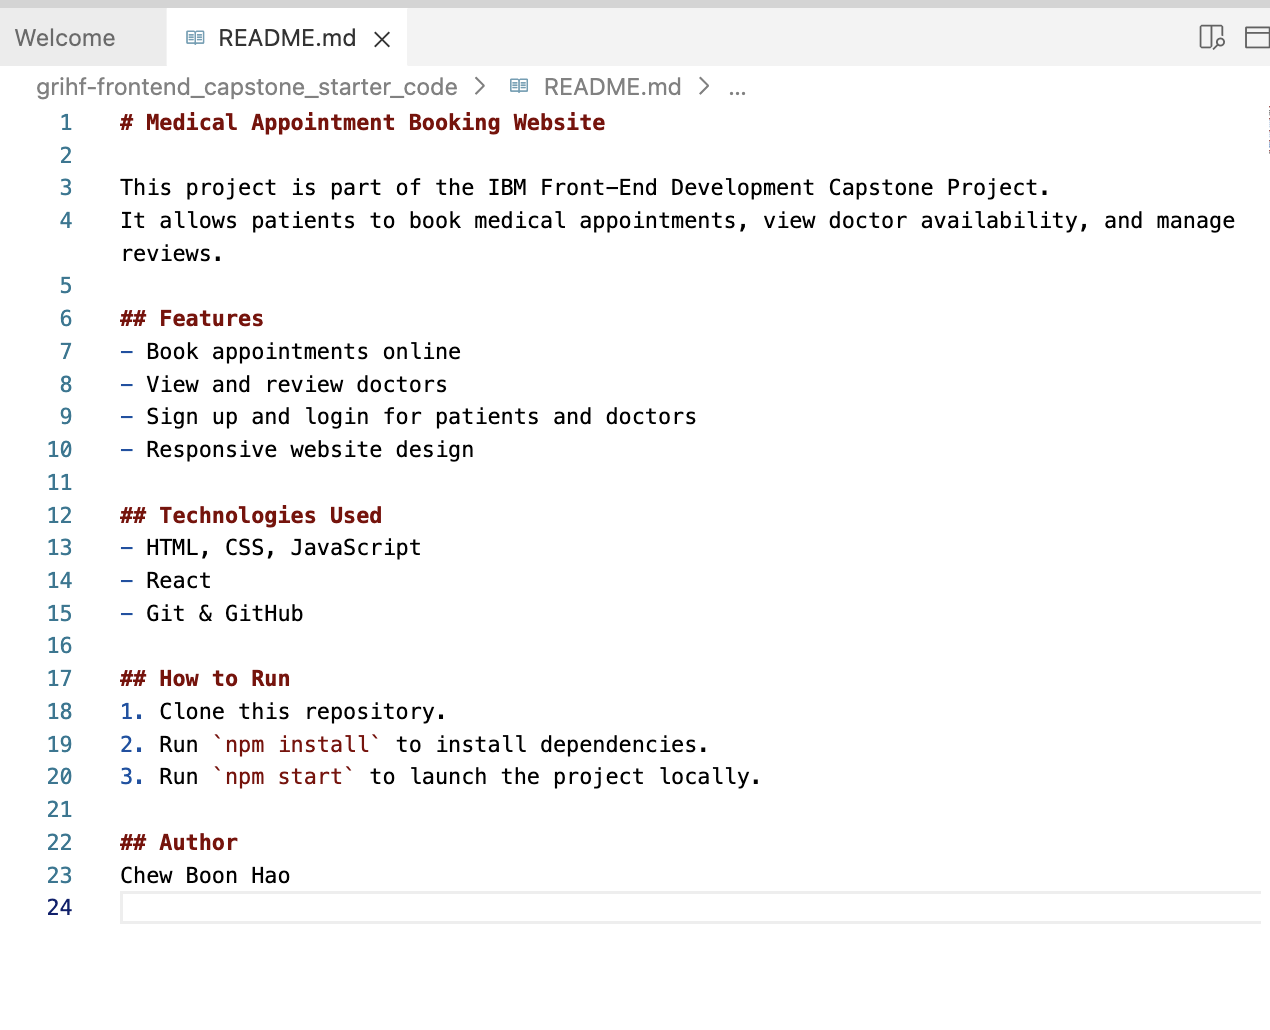 Welcome
README.md
grihf-frontend_capstone_starter_code > README.md > ...
1 # Medical Appointment Booking Website
2
3 This project is part of the IBM Front-End Development Capstone Project.
4 It allows patients to book medical appointments, view doctor availability, and manage
reviews.
5
6 ## Features
7 - Book appointments online
8 - View and review doctors
9 - Sign up and login for patients and doctors
10 - Responsive website design
11
12 ## Technologies Used
13 - HTML, CSS, JavaScript
14 - React
15 - Git & GitHub
16
17 ## How to Run
18 1. Clone this repository.
19 2. Run `npm install` to install dependencies.
20 3. Run `npm start` to launch the project locally.
21
22 ## Author
23 Chew Boon Hao
24